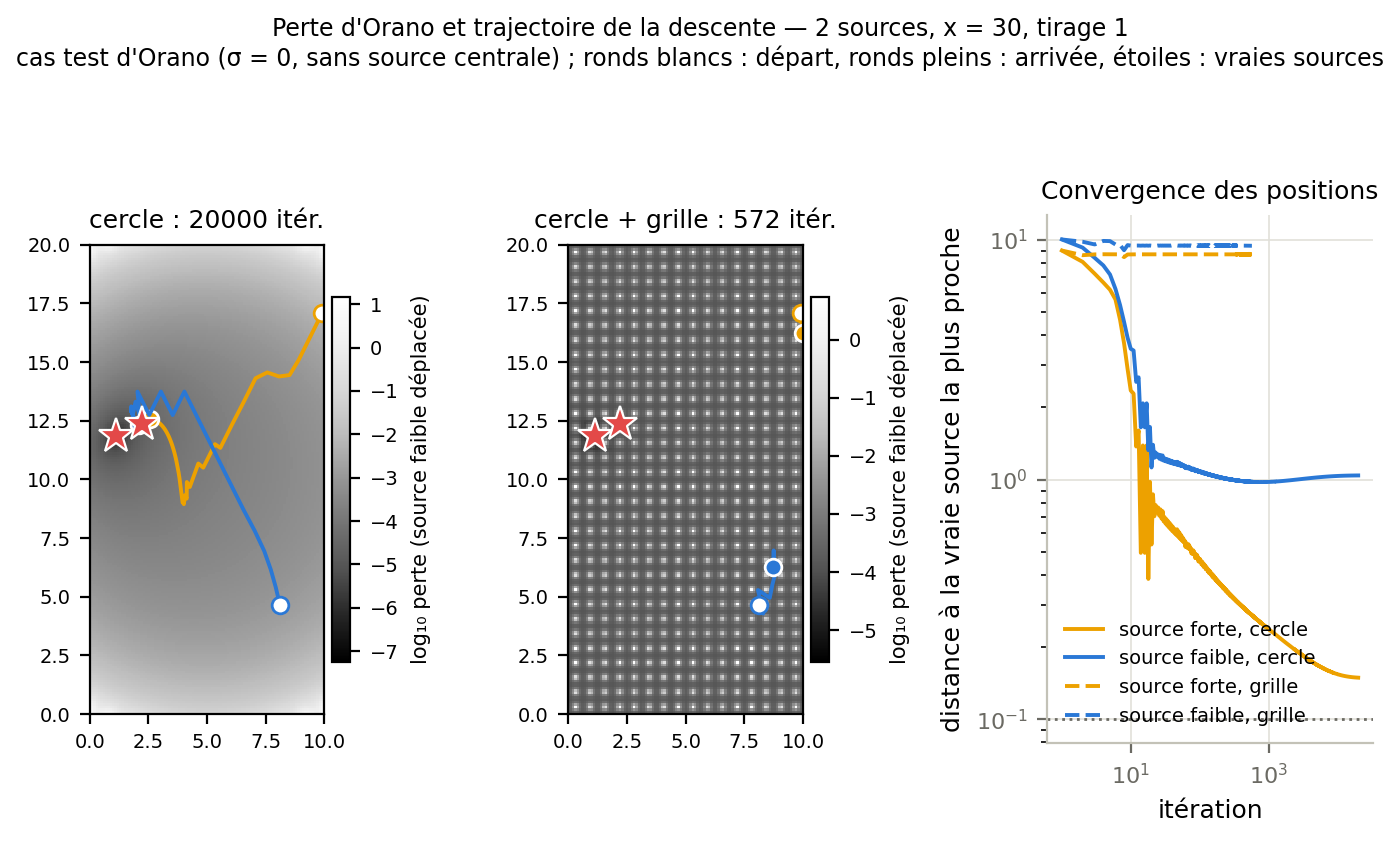 Perte d'Orano et trajectoire de la descente — 2 sources, x = 30, tirage 1
cas test d'Orano (σ = 0, sans source centrale) ; ronds blancs : départ, ronds pleins : arrivée, étoiles : vraies sources
cercle : 20000 itér.
20.0
17.5
15.0
12.5
10.0
7.5
5.0
2.5
0.0
0.0 2.5 5.0 7.5 10.0
1
0
−1
−2
−3
−4
−5
−6
−7
log₁₀ perte (source faible déplacée)
cercle + grille : 572 itér.
20.0
17.5
15.0
12.5
10.0
7.5
5.0
2.5
0.0
0.0 2.5 5.0 7.5 10.0
0
−1
−2
−3
−4
−5
log₁₀ perte (source faible déplacée)
Convergence des positions
distance à la vraie source la plus proche
10¹
10⁰
10⁻¹
source forte, cercle
source faible, cercle
source forte, grille
source faible, grille
10¹ 10³
itération